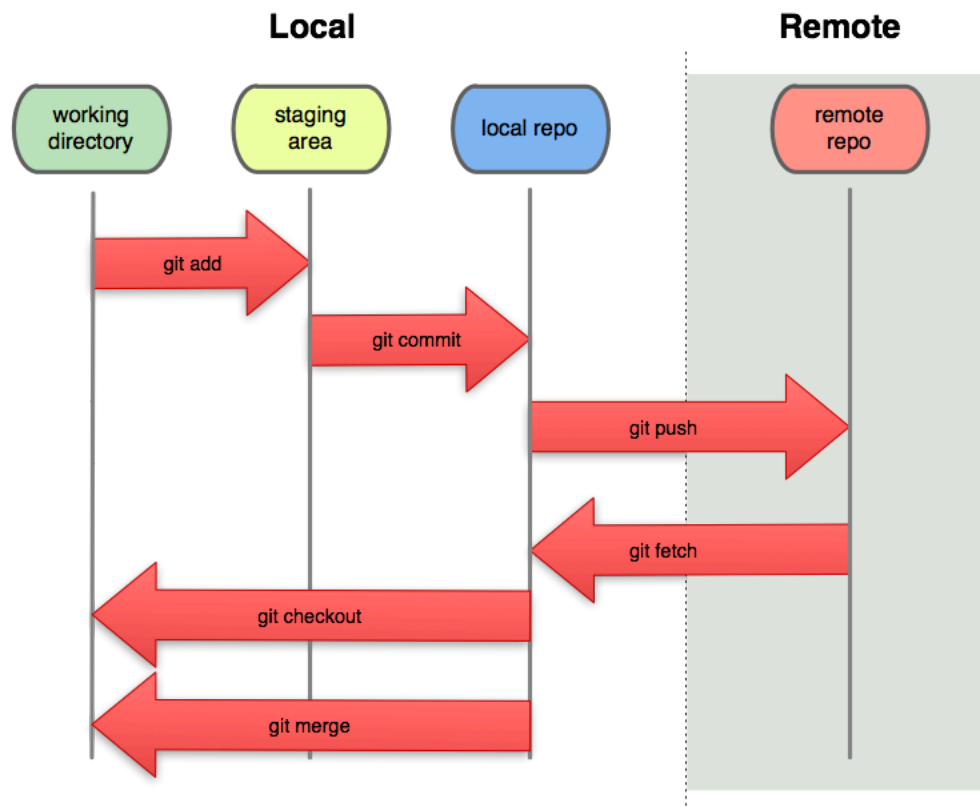 Local
Remote
working
directory
staging
area
local repo
remote
repo
git add
git commit
git push
git fetch
git checkout
git merge